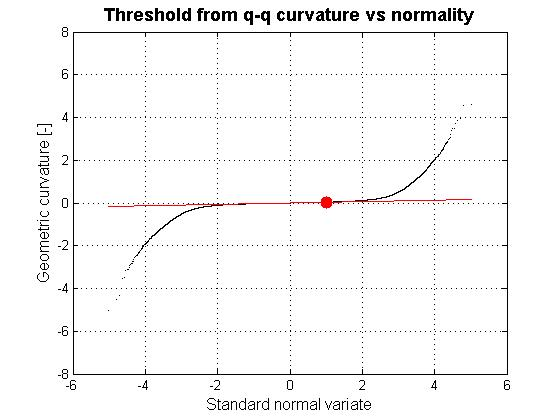 Threshold from q-q curvature vs normality
8
6
4
2
0
-2
-4
-6
-8
Geometric curvature [-]
-6 -4 -2 0 2 4 6
Standard normal variate